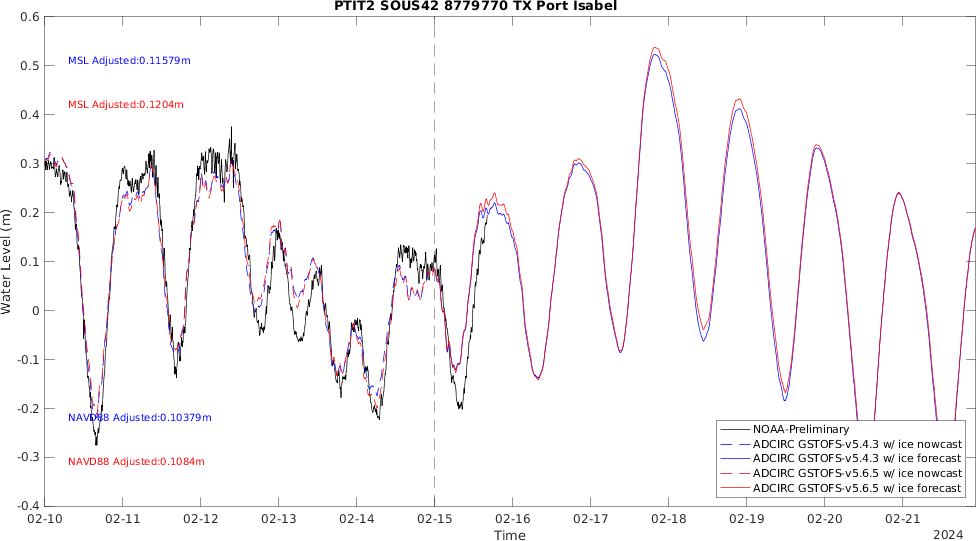 PTIT2 SOUS42 8779770 TX Port Isabel
0.6
0.5
0.4
0.3
0.2
0.1
0
-0.1
-0.2
-0.3
-0.4
Water Level (m)
MSL Adjusted:0.11579m
MSL Adjusted:0.1204m
NAVD88 Adjusted:0.10379m
NAVD88 Adjusted:0.1084m
NOAA-Preliminary
ADCIRC GSTOFS-v5.4.3 w/ ice nowcast
ADCIRC GSTOFS-v5.4.3 w/ ice forecast
ADCIRC GSTOFS-v5.6.5 w/ ice nowcast
ADCIRC GSTOFS-v5.6.5 w/ ice forecast
02-10 02-11 02-12 02-13 02-14 02-15 02-16 02-17 02-18 02-19 02-20 02-21
Time
2024